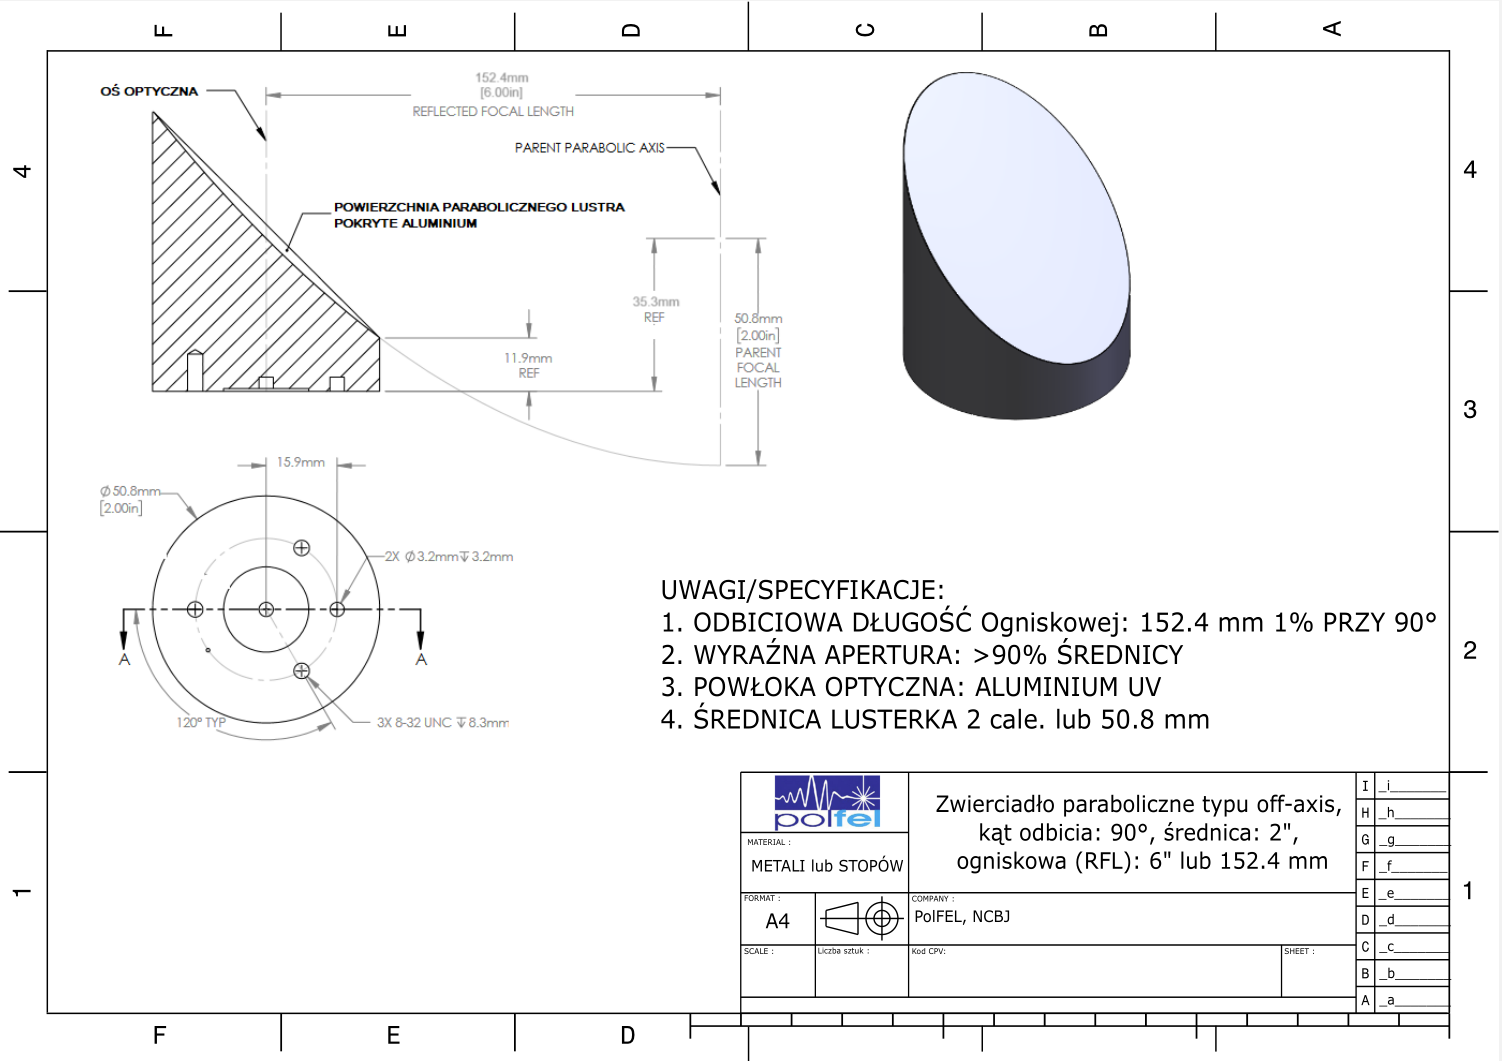 F E D C B A
OŚ OPTYCZNA
152.4mm
[6.00in]
REFLECTED FOCAL LENGTH
PARENT PARABOLIC AXIS
4
4
POWIERZCHNIA PARABOLICZNEGO LUSTRA
POKRYTE ALUMINIUM
35.3mm
REF
50.8mm
[2.00in]
PARENT
FOCAL
LENGTH
11.9mm
REF
3
15.9mm
Ø50.8mm
[2.00in]
2X Ø3.2mm↧3.2mm
A
A
120° TYP
3X 8-32 UNC ↧8.3mm
UWAGI/SPECYFIKACJE:
1. ODBICIOWA DŁUGOŚĆ Ogniskowej: 152.4 mm 1% PRZY 90°
2. WYRAŹNA APERTURA: >90% ŚREDNICY
3. POWŁOKA OPTYCZNA: ALUMINIUM UV
4. ŚREDNICA LUSTERKA 2 cale. lub 50.8 mm
2
polfel
Zwierciadło paraboliczne typu off-axis,
kąt odbicia: 90°, średnica: 2",
ogniskowa (RFL): 6" lub 152.4 mm
MATERIAL :
METALI lub STOPÓW
FORMAT :
A4
COMPANY :
PolFEL, NCBJ
SCALE :
Liczba sztuk :
Kod CPV:
SHEET :
I _i
H _h
G _g
F _f
E _e
D _d
C _c
B _b
A _a
1
1
F E D